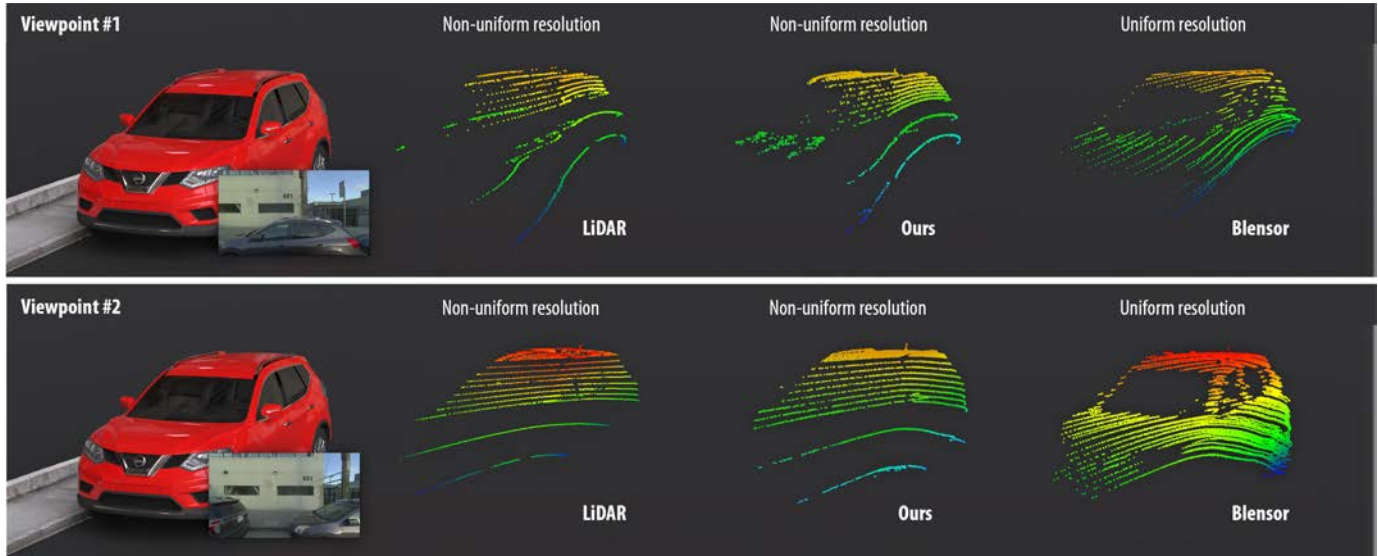 Viewpoint #1
Non-uniform resolution
Non-uniform resolution
Uniform resolution
LiDAR
Ours
Blensor
Viewpoint #2
Non-uniform resolution
Non-uniform resolution
Uniform resolution
LiDAR
Ours
Blensor